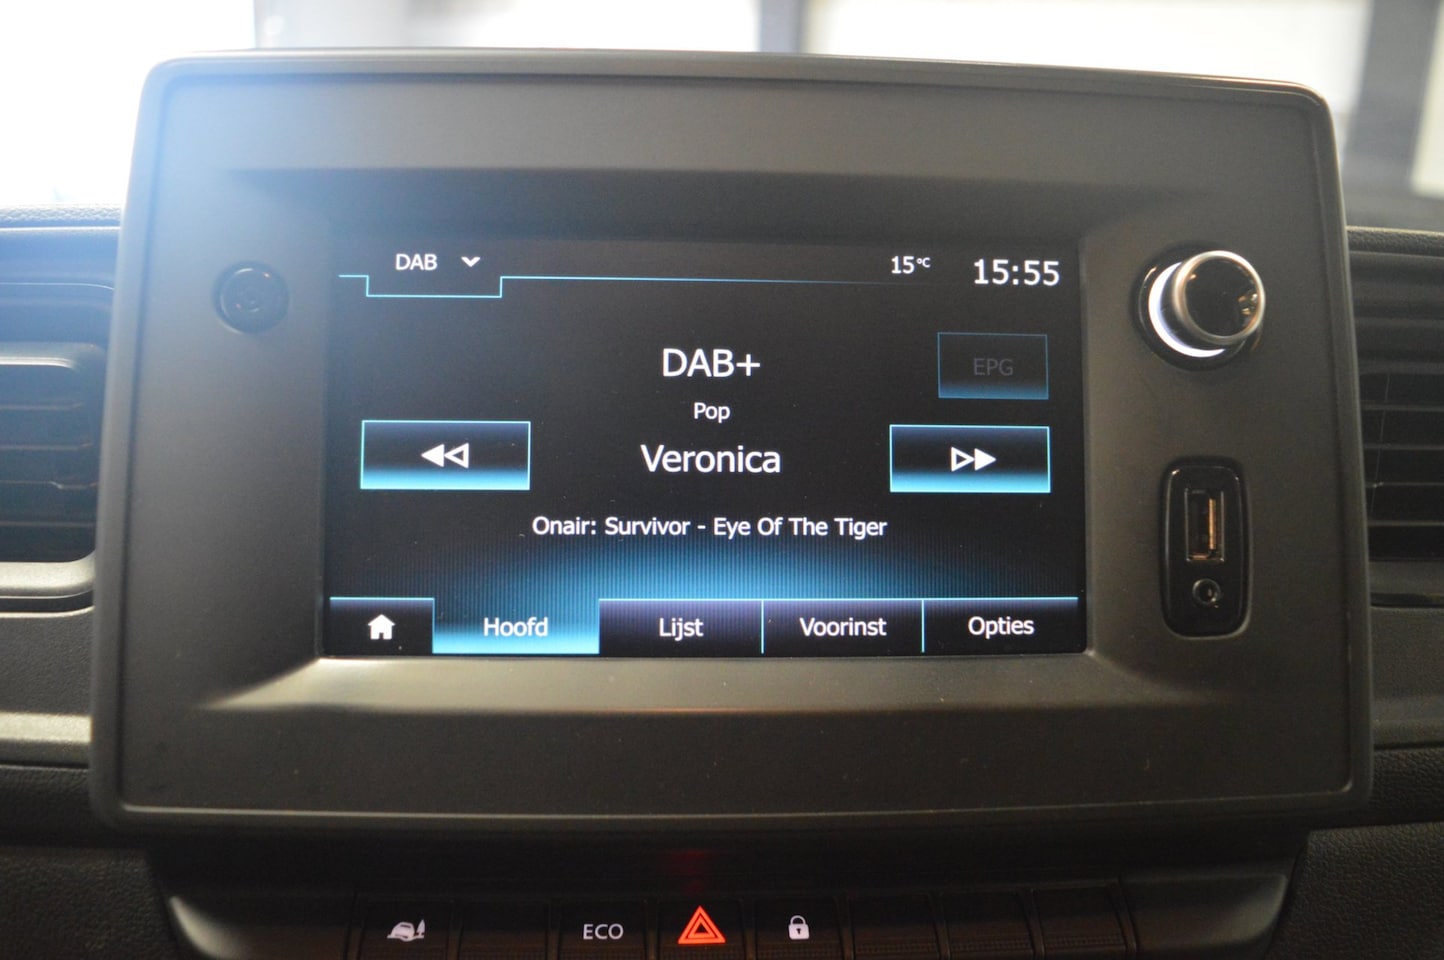 DAB
15°C
15:55
DAB+
EPG
Pop
Veronica
Onair: Survivor - Eye Of The Tiger
Hoofd
Lijst
Voorinst
Opties
ECO